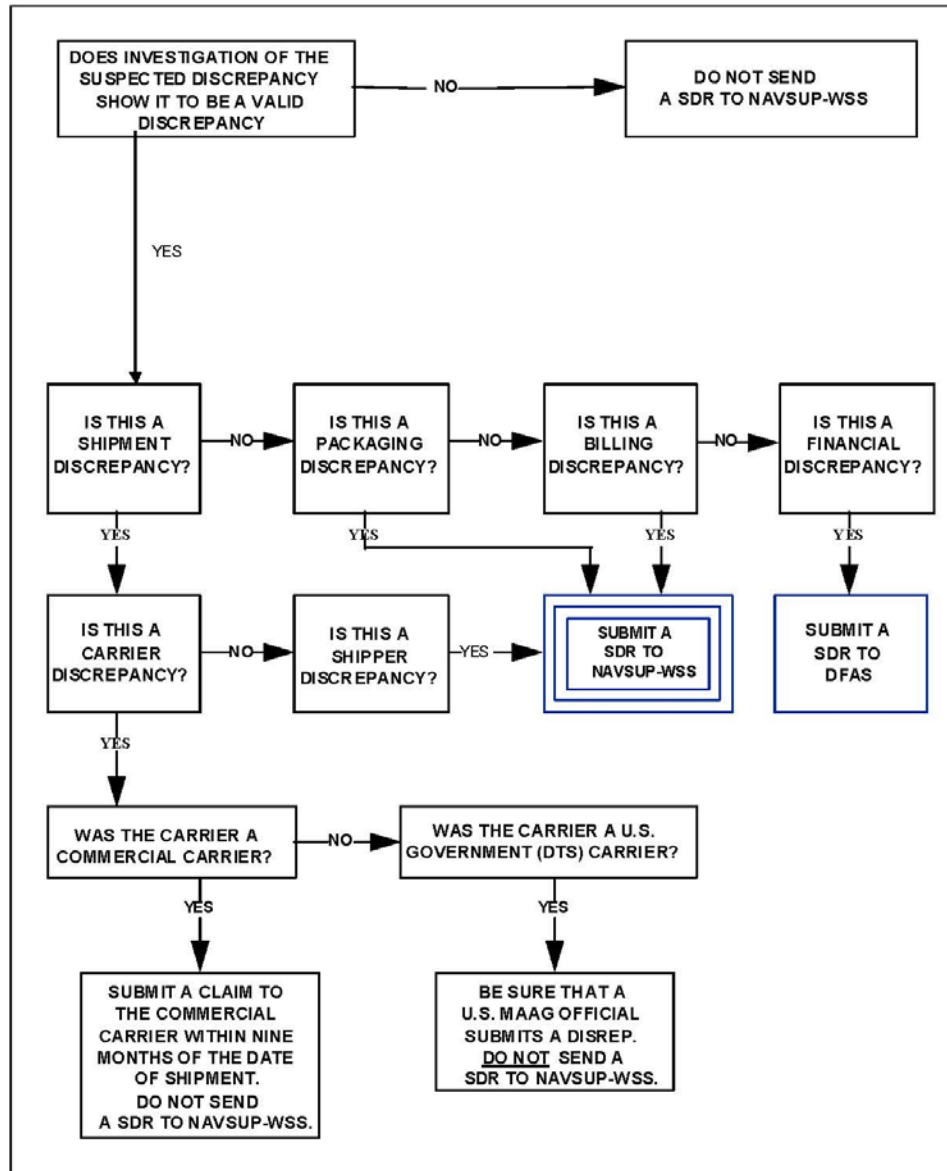 DOES INVESTIGATION OF THE
SUSPECTED DISCREPANCY
SHOW IT TO BE A VALID
DISCREPANCY
NO
DO NOT SEND
A SDR TO NAVSUP-WSS
YES
IS THIS A
SHIPMENT
DISCREPANCY?
NO
IS THIS A
PACKAGING
DISCREPANCY?
NO
IS THIS A
BILLING
DISCREPANCY?
NO
IS THIS A
FINANCIAL
DISCREPANCY?
YES
YES
YES
YES
IS THIS A
CARRIER
DISCREPANCY?
NO
IS THIS A
SHIPPER
DISCREPANCY?
YES
SUBMIT A
SDR TO
NAVSUP-WSS
SUBMIT A
SDR TO
DFAS
YES
WAS THE CARRIER A
COMMERCIAL CARRIER?
NO
WAS THE CARRIER A U.S.
GOVERNMENT (DTS) CARRIER?
YES
YES
SUBMIT A CLAIM TO
THE COMMERCIAL
CARRIER WITHIN NINE
MONTHS OF THE DATE
OF SHIPMENT.
DO NOT SEND
A SDR TO NAVSUP-WSS.
BE SURE THAT A
U.S. MAAG OFFICIAL
SUBMITS A DISREP.
DO NOT SEND A
SDR TO NAVSUP-WSS.